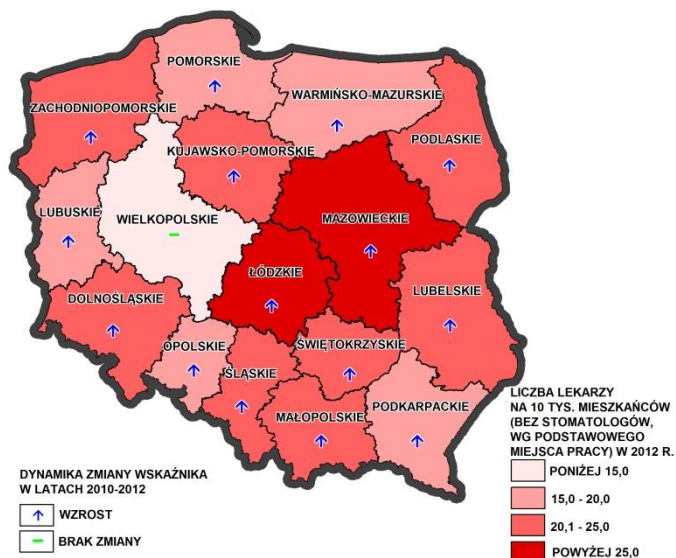 POMORSKIE
WARMIŃSKO-MAZURSKIE
ZACHODNIOPOMORSKIE
PODLASKIE
KUJAWSKO-POMORSKIE
LUBUSKIE
WIELKOPOLSKIE
MAZOWIECKIE
ŁÓDZKIE
DOLNOŚLĄSKIE
LUBELSKIE
OPOLSKIE
ŚWIĘTOKRZYSKIE
ŚLĄSKIE
MAŁOPOLSKIE
PODKARPACKIE
DYNAMIKA ZMIANY WSKAŹNIKA
W LATACH 2010-2012
WZROST
BRAK ZMIANY
LICZBA LEKARZY
NA 10 TYS. MIESZKAŃCÓW
(BEZ STOMATOLOGÓW,
WG PODSTAWOWEGO
MIEJSCA PRACY) W 2012 R.
PONIŻEJ 15,0
15,0 - 20,0
20,1 - 25,0
POWYŻEJ 25,0